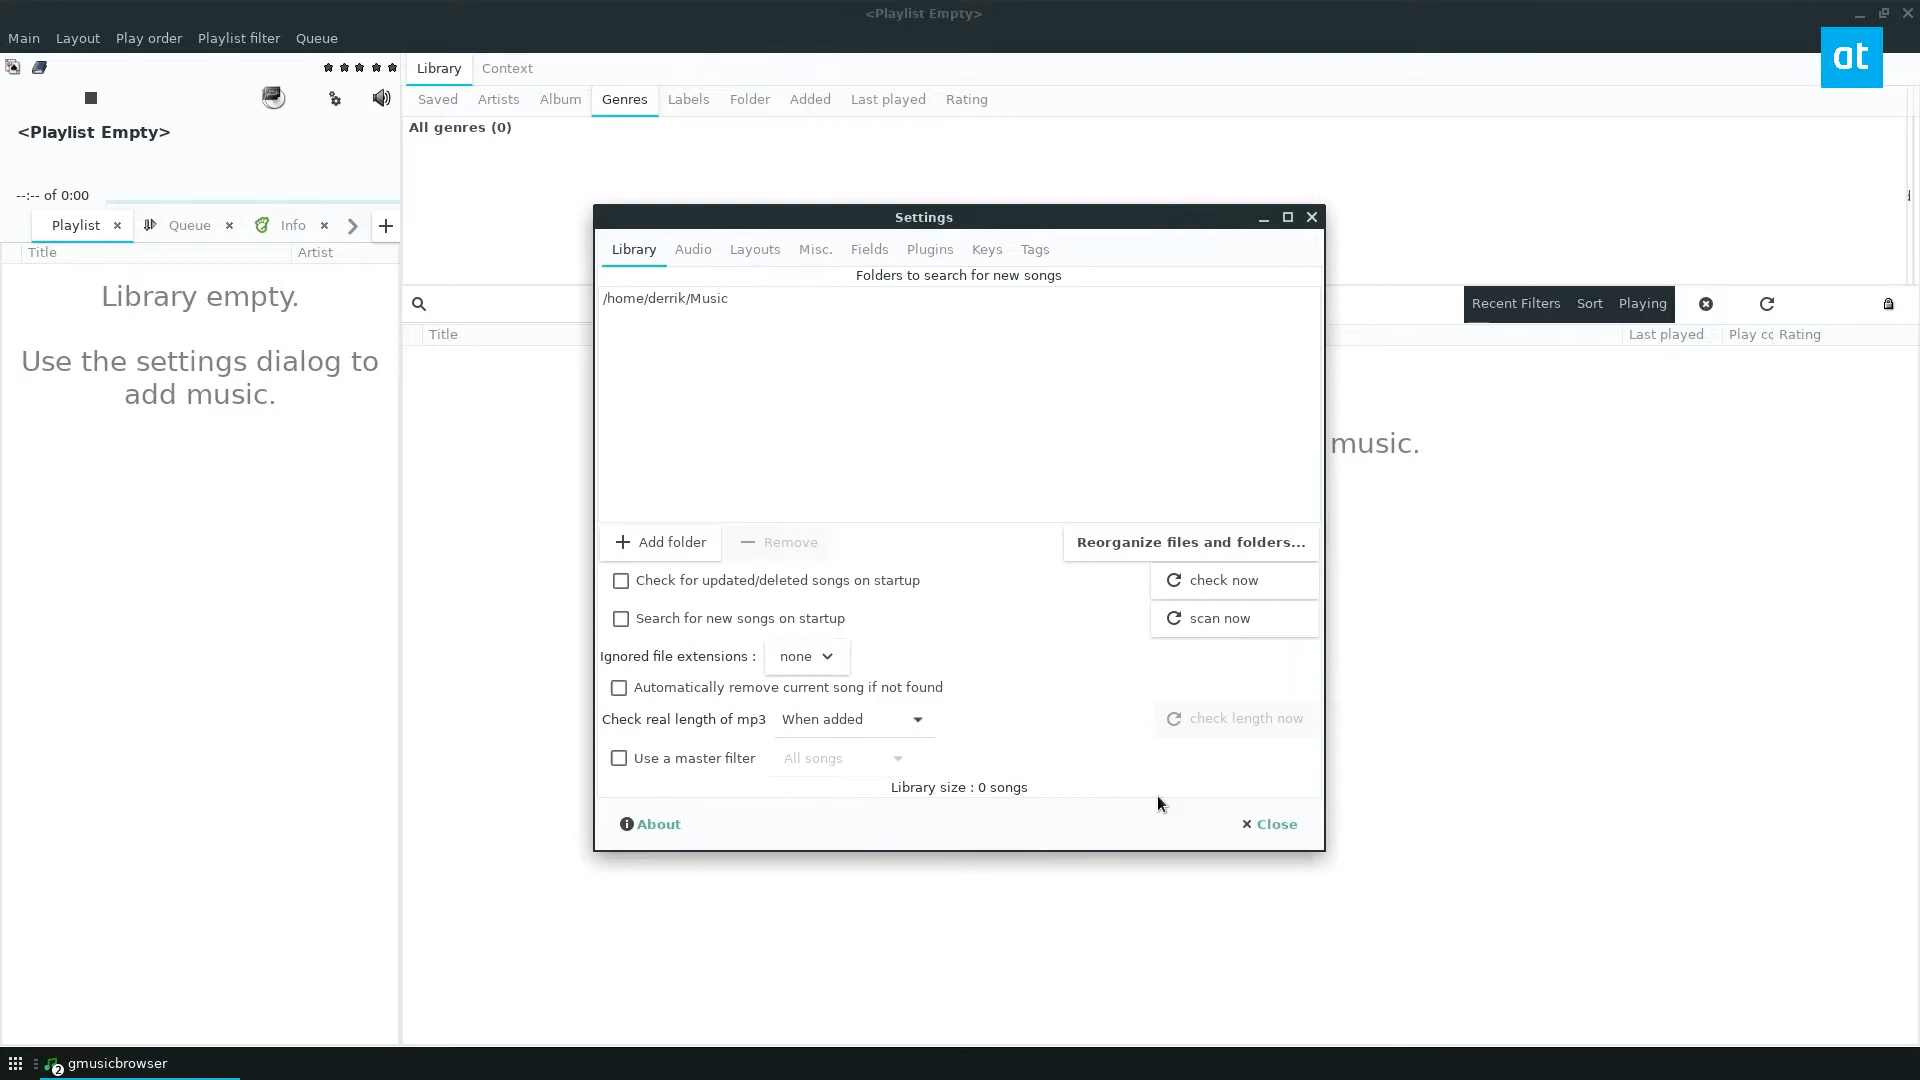 <Playlist Empty>
Main Layout Play order Playlist filter Queue
at
Library Context
Saved Artists Album Genres Labels Folder Added Last played Rating
All genres (0)
<Playlist Empty>
--:-- of 0:00
Playlist Queue Info
Title Artist
Library empty.
Use the settings dialog to
add music.
Recent Filters Sort Playing
Title Last played Play cc Rating
music.
Settings
Library Audio Layouts Misc. Fields Plugins Keys Tags
Folders to search for new songs
/home/derrik/Music
Add folder Remove Reorganize files and folders...
Check for updated/deleted songs on startup check now
Search for new songs on startup scan now
Ignored file extensions : none
Automatically remove current song if not found
Check real length of mp3 When added check length now
Use a master filter All songs
Library size : 0 songs
About Close
2 gmusicbrowser